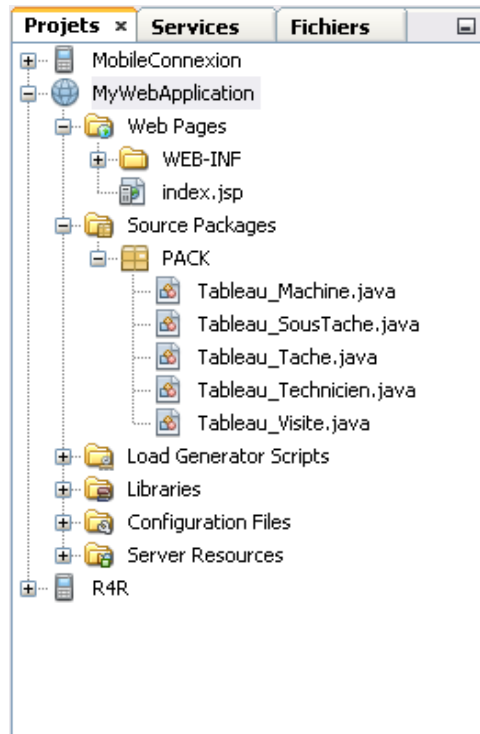 Projets × Services Fichiers
MobileConnexion
MyWebApplication
Web Pages
WEB-INF
index.jsp
Source Packages
PACK
Tableau_Machine.java
Tableau_SousTache.java
Tableau_Tache.java
Tableau_Technicien.java
Tableau_Visite.java
Load Generator Scripts
Libraries
Configuration Files
Server Resources
R4R